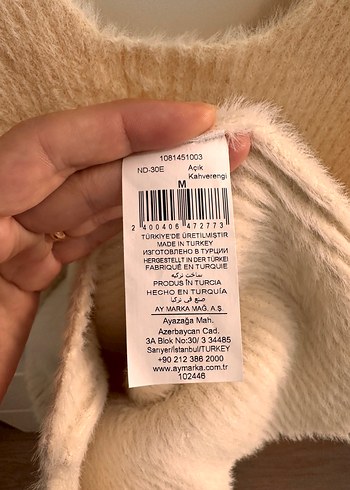 1081451003
ND-30E Açık
Kahverengi
M
2 400406 472773
TÜRKİYE'DE ÜRETİLMİŞTİR
MADE IN TURKEY
ИЗГОТОВЛЕНО В ТУРЦИИ
HERGESTELLT IN DER TÜRKEI
FABRIQUÉ EN TURQUIE
ساخت تركيه
PRODUS ÎN TURCIA
HECHO EN TURQUÍA
صنع في تركيا
AY MARKA MAĞ. A.Ş.
Ayazağa Mah.
Azerbaycan Cad.
3A Blok No:30/ 3 34485
Sarıyer/İstanbul/TURKEY
+90 212 386 2000
www.aymarka.com.tr
102446